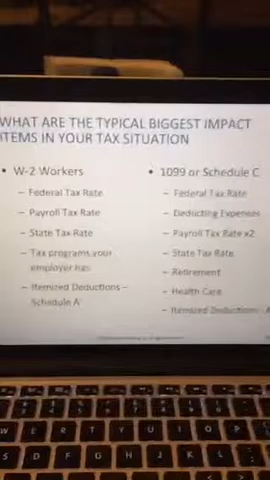 WHAT ARE THE TYPICAL BIGGEST IMPACT
ITEMS IN YOUR TAX SITUATION
• W-2 Workers
– Federal Tax Rate
– Payroll Tax Rate
– State Tax Rate
– Tax programs your
employer has
– Itemized Deductions –
Schedule A
• 1099 or Schedule C
– Federal Tax Rate
– Deducting Expenses
– Payroll Tax Rate x2
– State Tax Rate
– Retirement
– Health Care
– Itemized Deductions - A
W E R T Y U I O P
S D F G H J K L